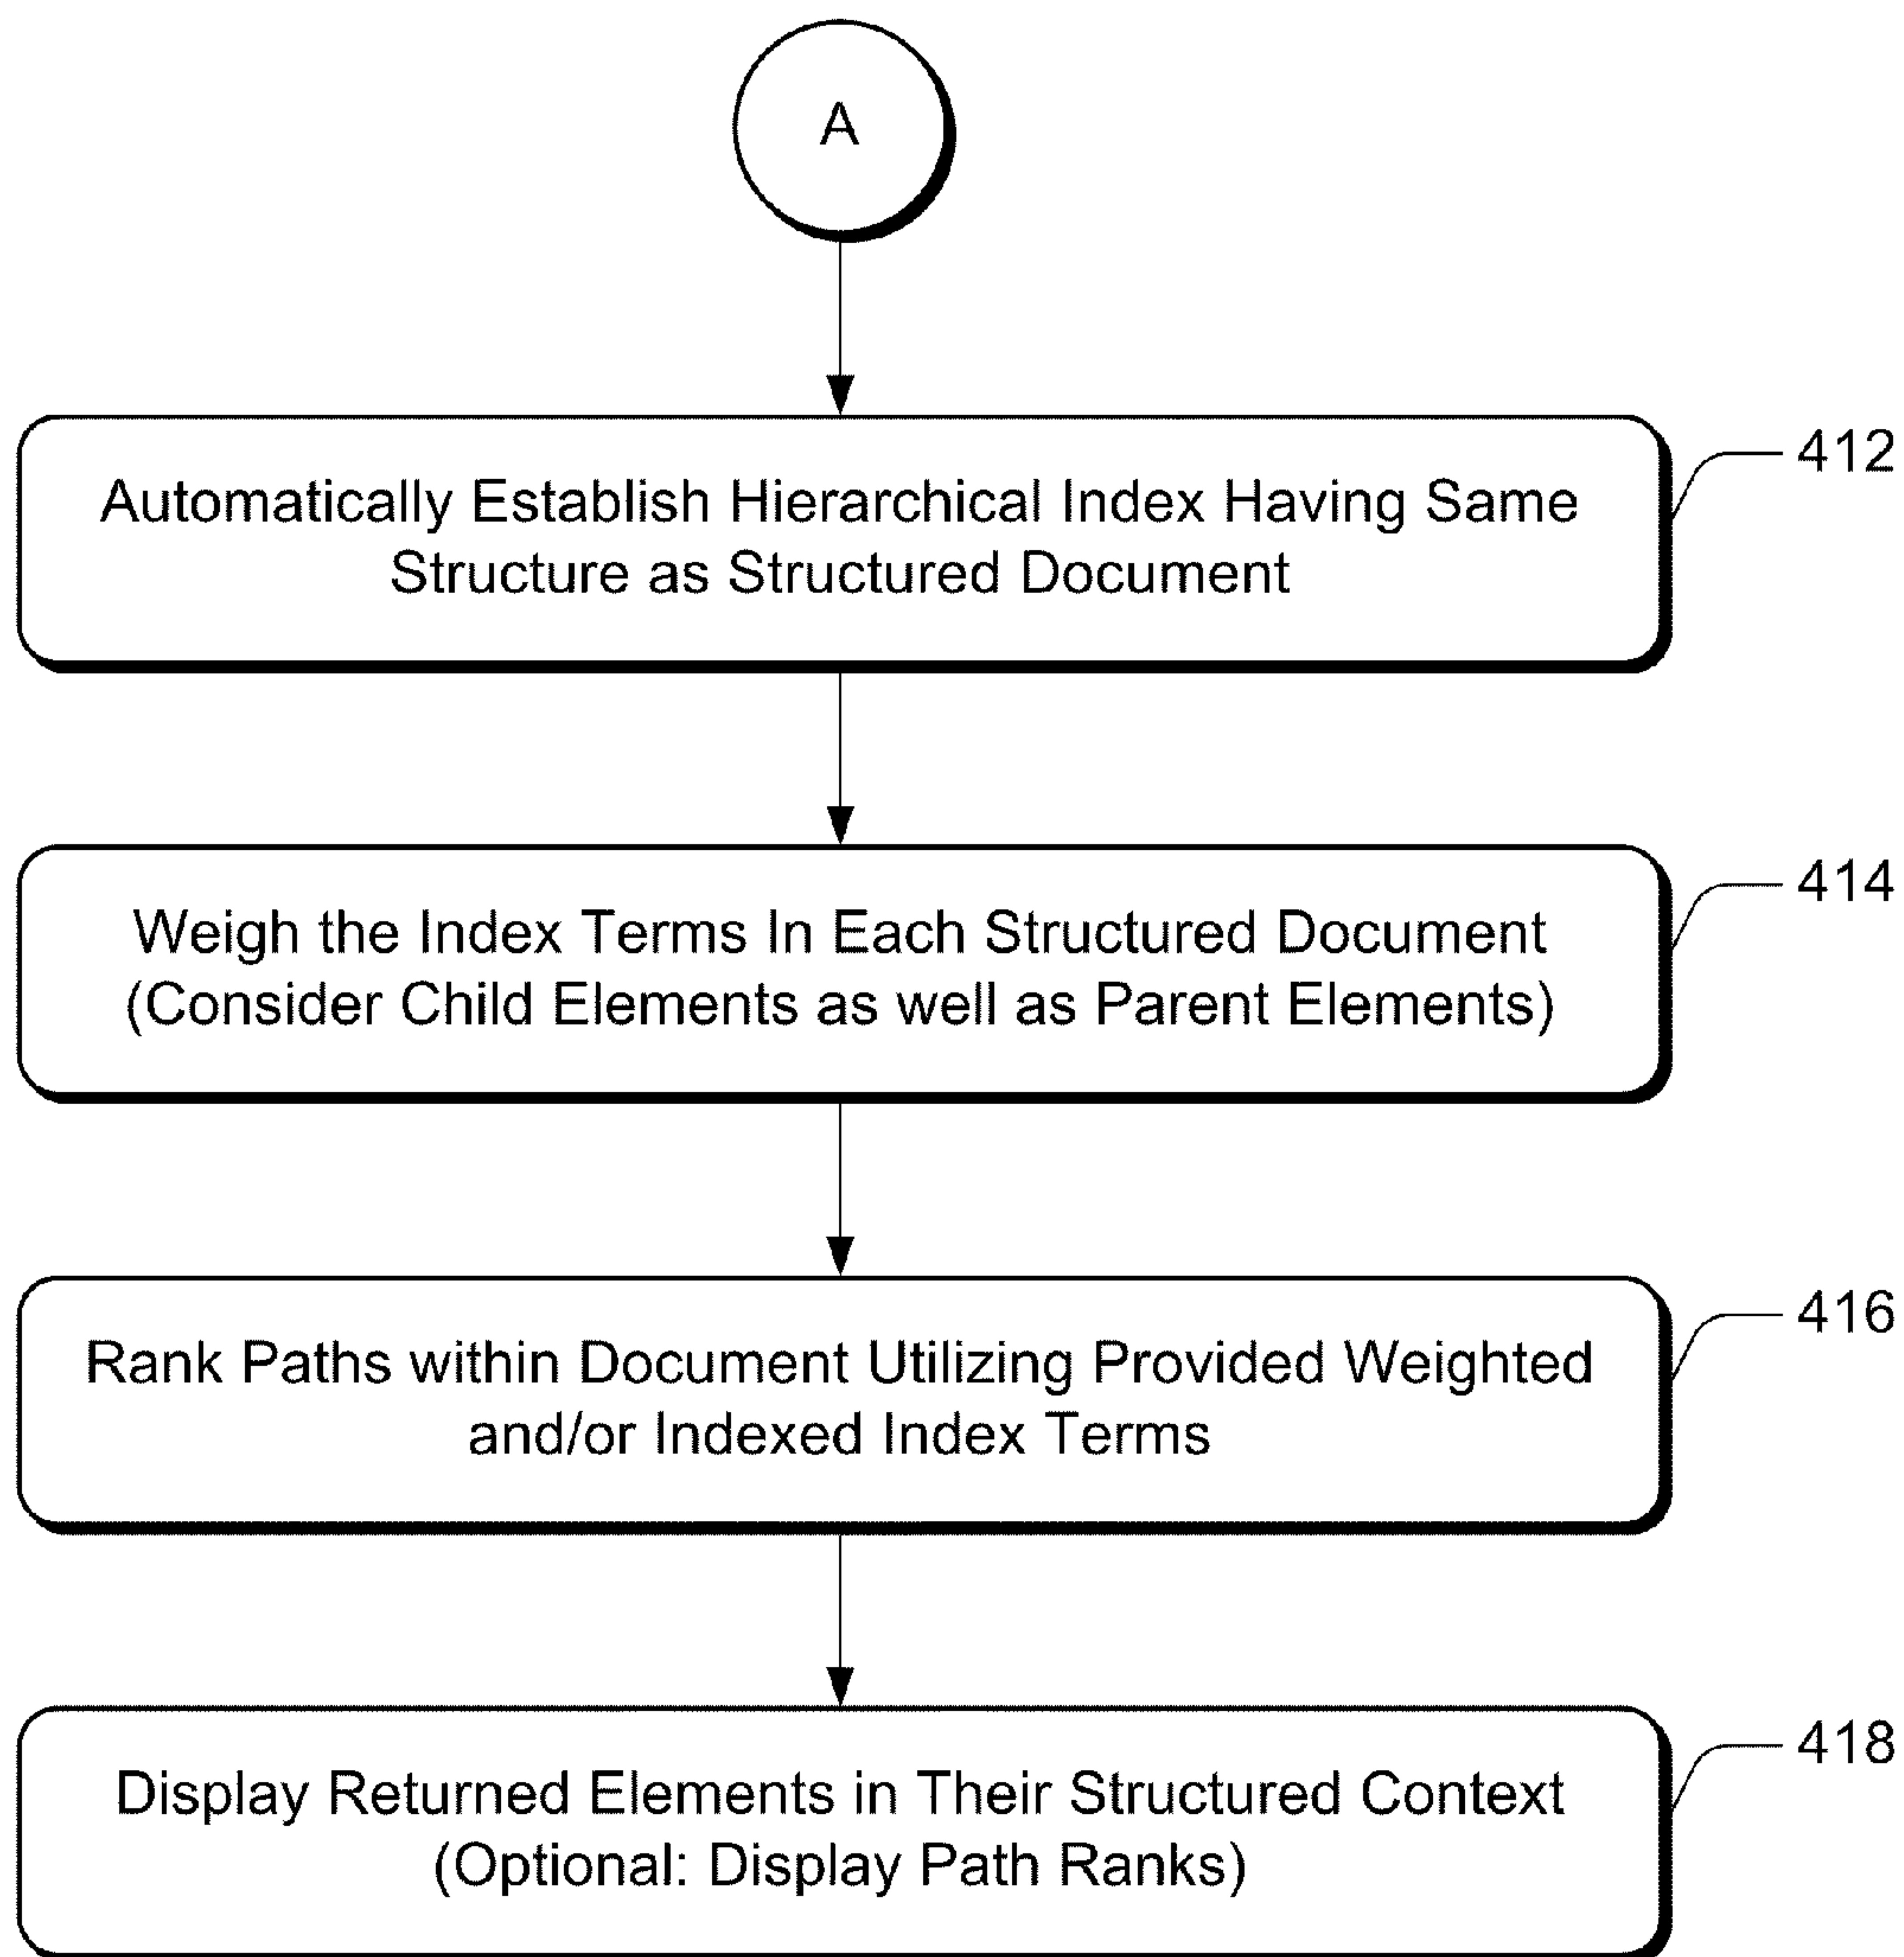 A
Automatically Establish Hierarchical Index Having Same
Structure as Structured Document
412
Weigh the Index Terms In Each Structured Document
(Consider Child Elements as well as Parent Elements)
414
Rank Paths within Document Utilizing Provided Weighted
and/or Indexed Index Terms
416
Display Returned Elements in Their Structured Context
(Optional: Display Path Ranks)
418